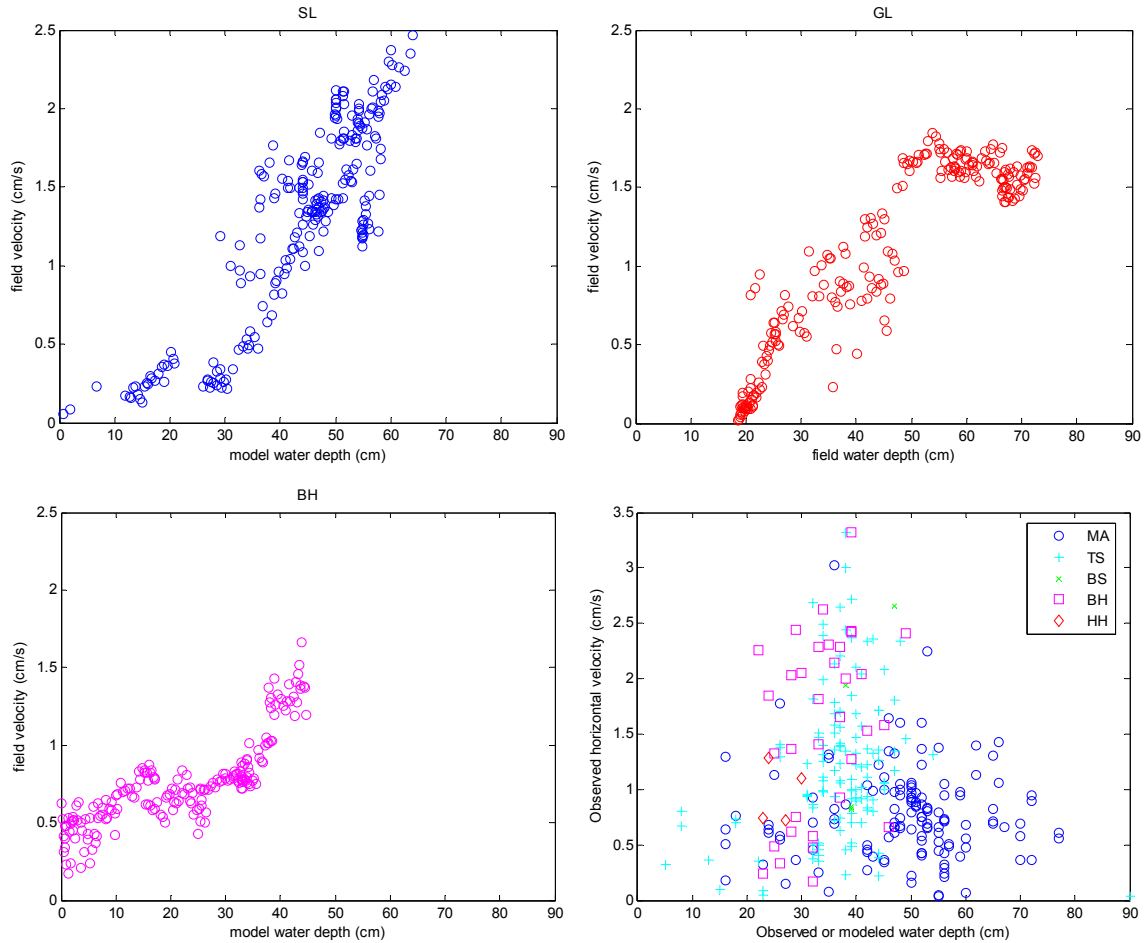 SL
2.5
2
1.5
1
0.5
0
field velocity (cm/s)
0 10 20 30 40 50 60 70 80 90
model water depth (cm)
GL
2.5
2
1.5
1
0.5
0
field velocity (cm/s)
0 10 20 30 40 50 60 70 80 90
field water depth (cm)
BH
2.5
2
1.5
1
0.5
0
field velocity (cm/s)
0 10 20 30 40 50 60 70 80 90
model water depth (cm)
3.5
3
2.5
2
1.5
1
0.5
0
Observed horizontal velocity (cm/s)
MA
TS
BS
BH
HH
0 10 20 30 40 50 60 70 80 90
Observed or modeled water depth (cm)